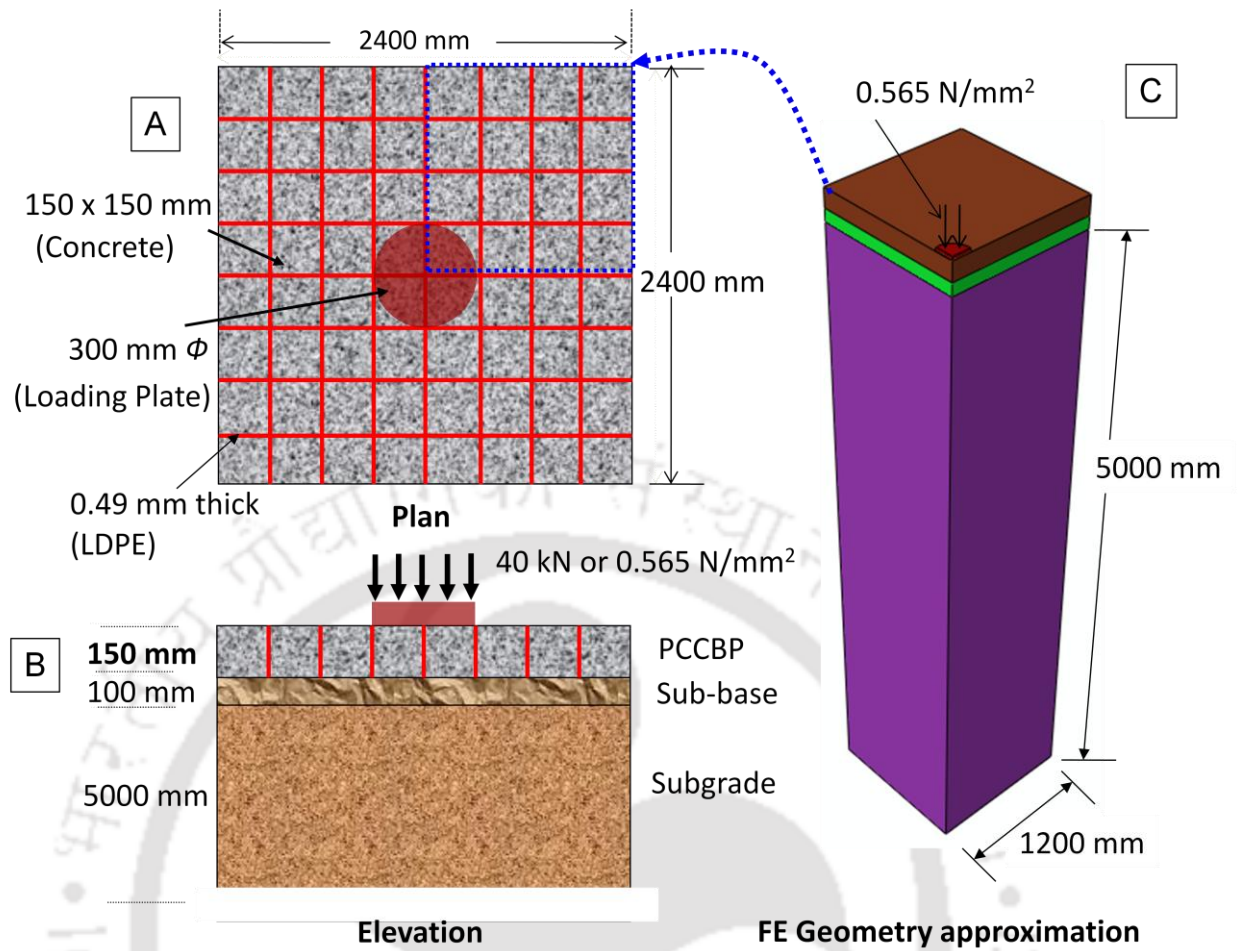 2400 mm
A
150 x 150 mm
(Concrete)
2400 mm
300 mm Φ
(Loading Plate)
0.49 mm thick
(LDPE)
Plan
40 kN or 0.565 N/mm²
B
150 mm
100 mm
5000 mm
PCCBP
Sub-base
Subgrade
Elevation
C
0.565 N/mm²
5000 mm
1200 mm
FE Geometry approximation